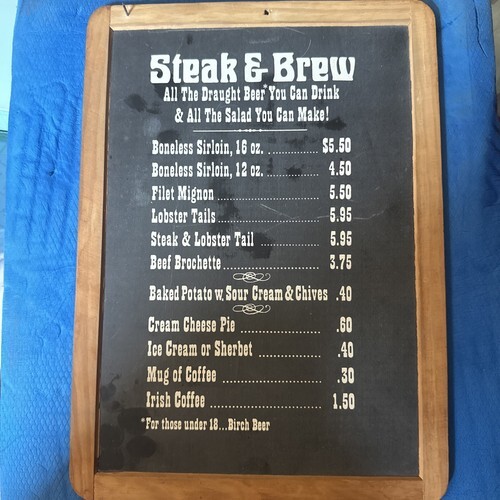 Steak & Brew
All The Draught Beer* You Can Drink
& All The Salad You Can Make!
Boneless Sirloin, 16 oz. .......... $5.50
Boneless Sirloin, 12 oz. .......... 4.50
Filet Mignon .......... 5.50
Lobster Tails .......... 5.95
Steak & Lobster Tail .......... 5.95
Beef Brochette .......... 3.75
Baked Potato w. Sour Cream & Chives .40
Cream Cheese Pie .......... .60
Ice Cream or Sherbet .......... .40
Mug of Coffee .......... .30
Irish Coffee .......... 1.50
*For those under 18...Birch Beer